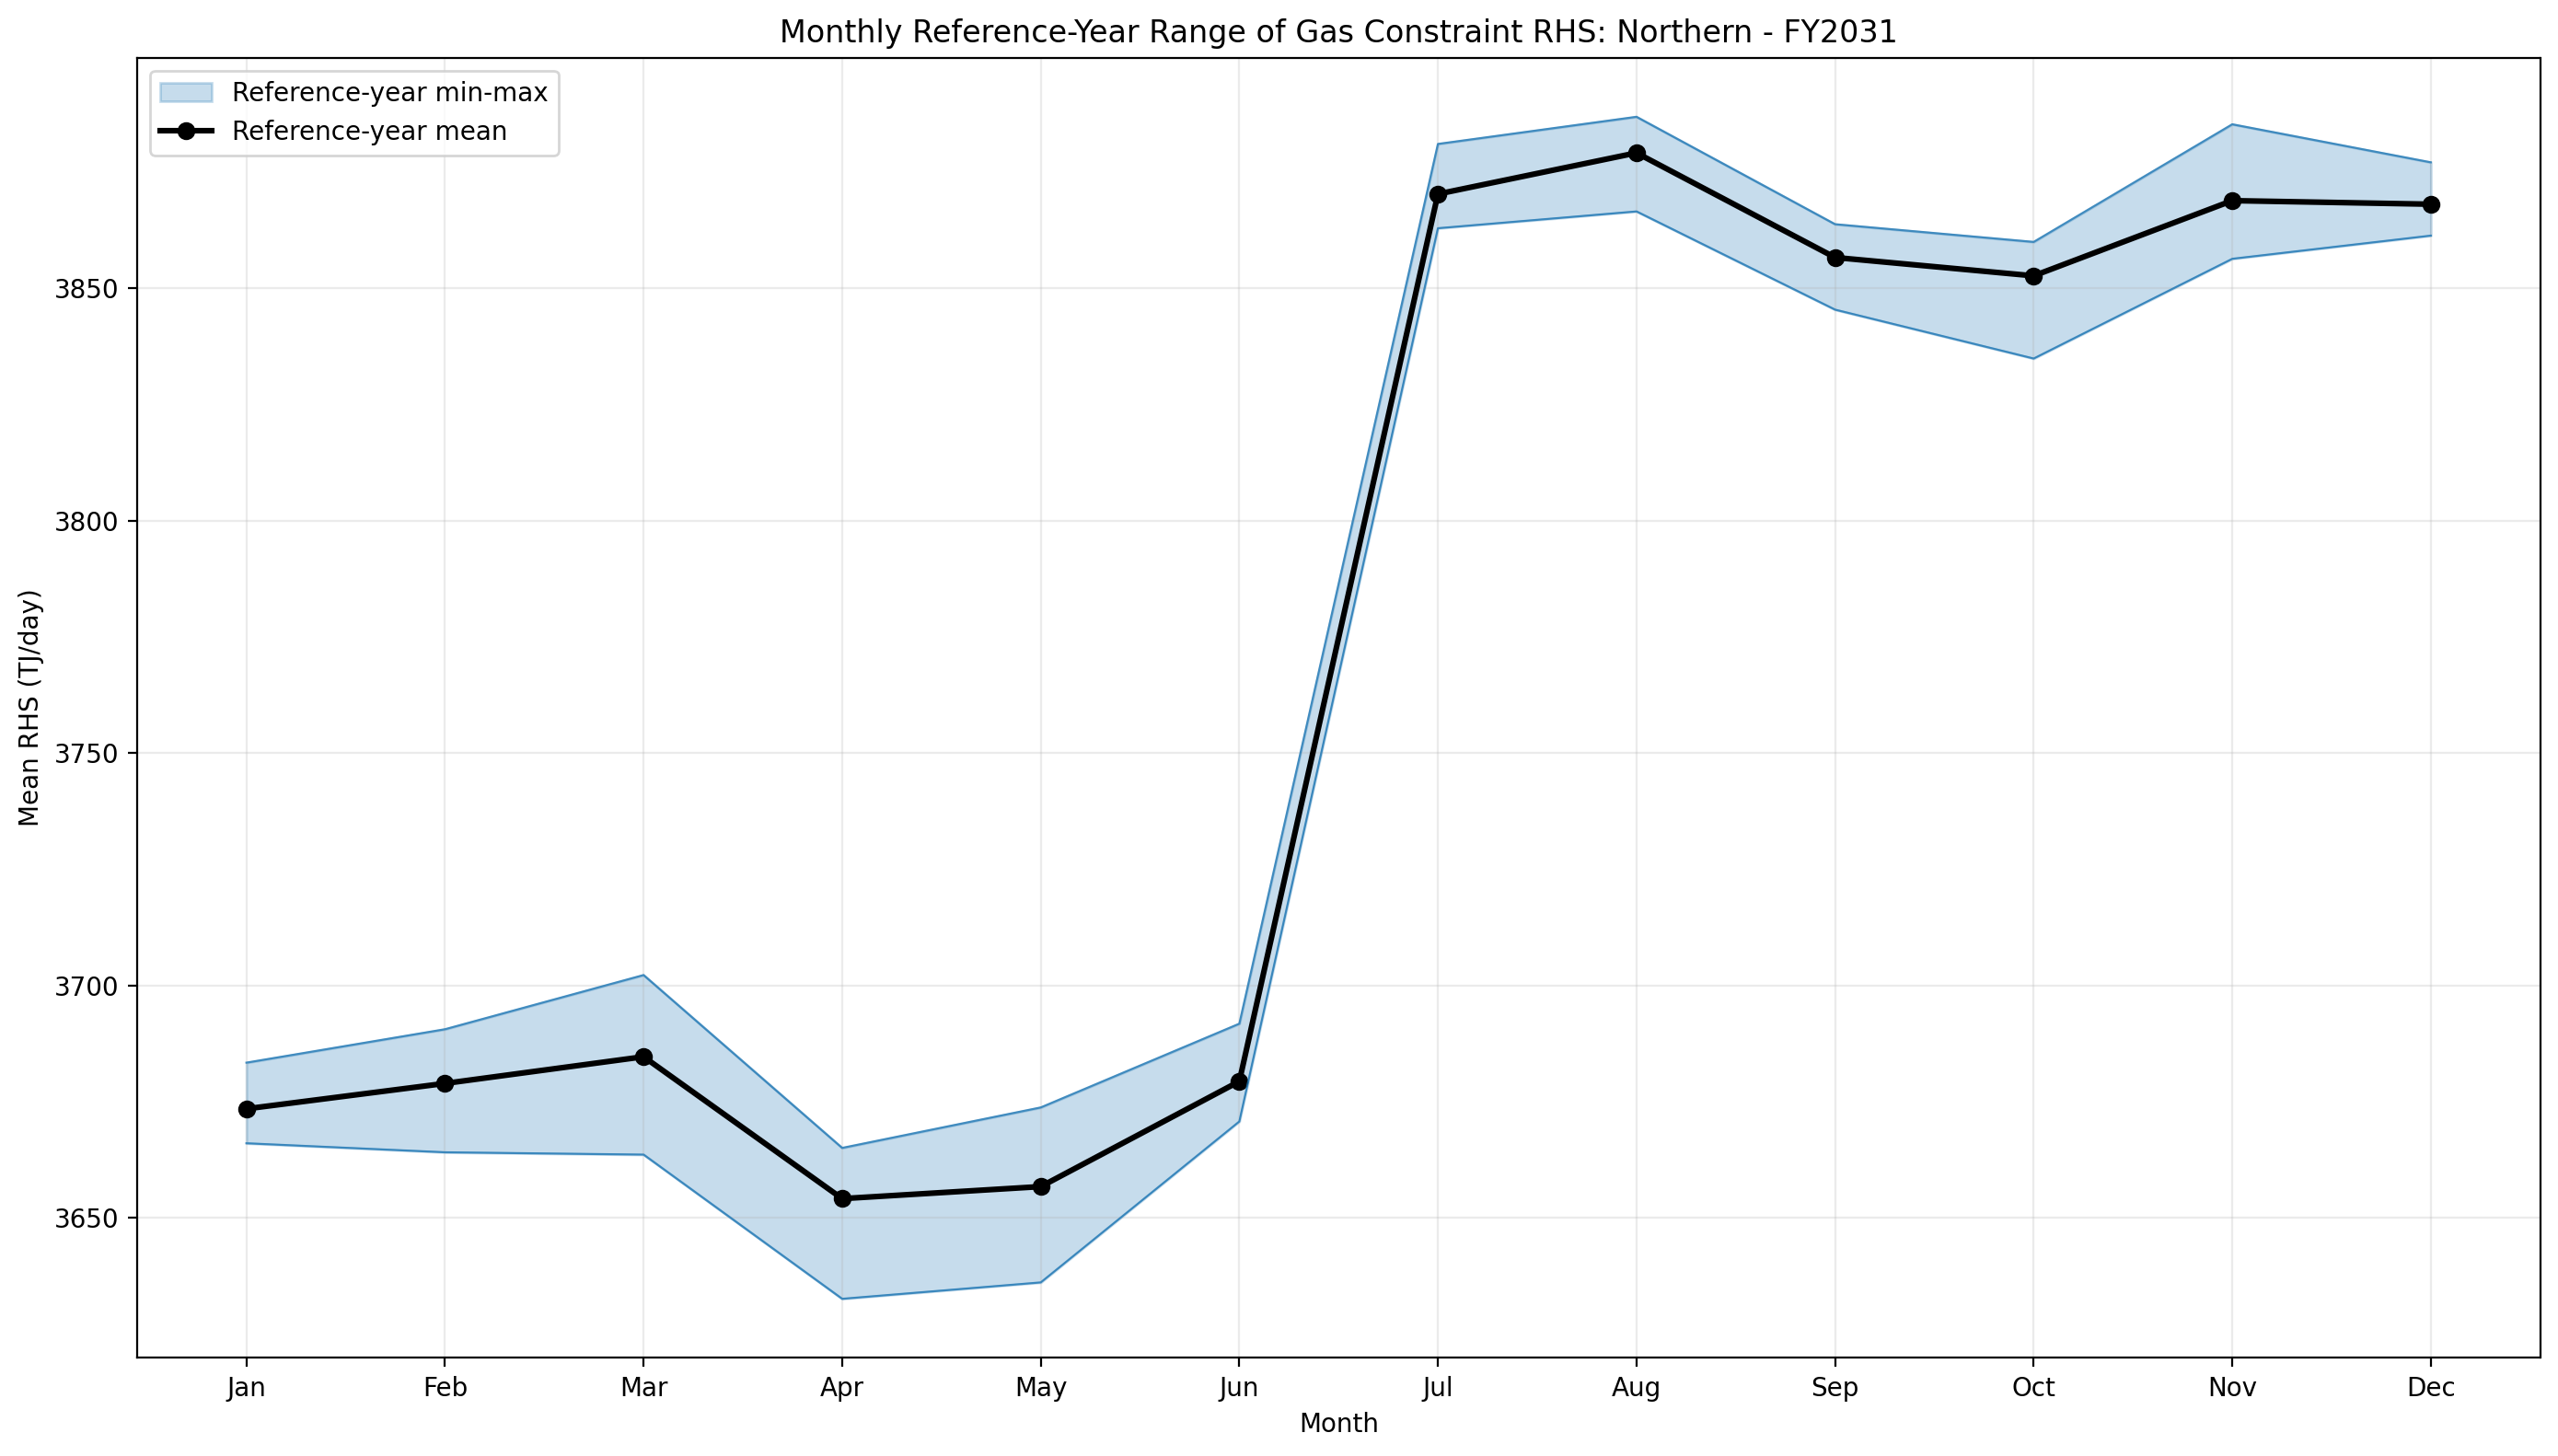 Monthly Reference-Year Range of Gas Constraint RHS: Northern - FY2031
Reference-year min-max
Reference-year mean
Mean RHS (TJ/day)
3850
3800
3750
3700
3650
Jan Feb Mar Apr May Jun Jul Aug Sep Oct Nov Dec
Month